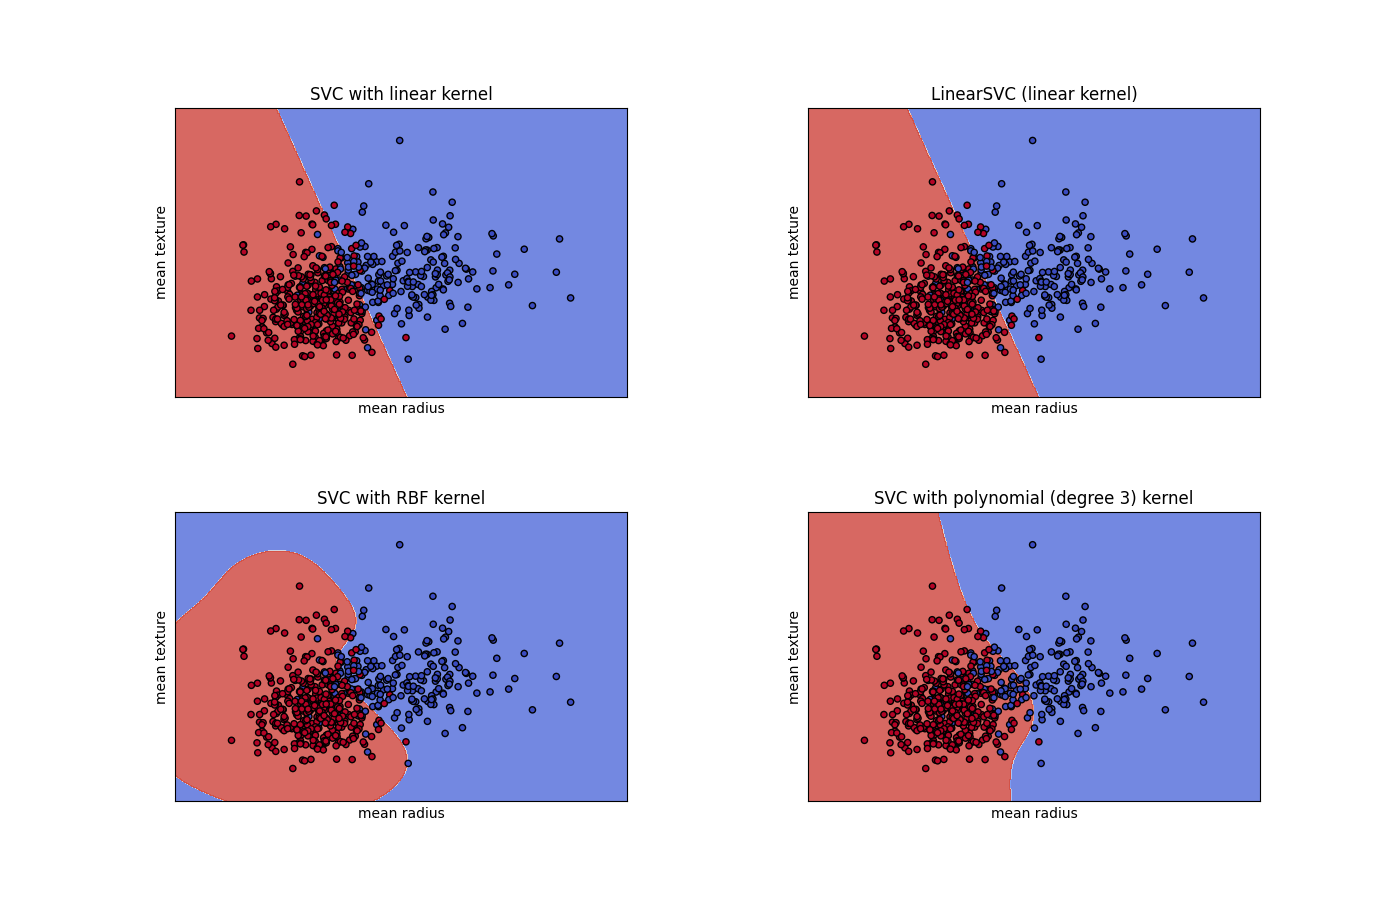 SVC with linear kernel
mean texture
mean radius
LinearSVC (linear kernel)
mean texture
mean radius
SVC with RBF kernel
mean texture
mean radius
SVC with polynomial (degree 3) kernel
mean texture
mean radius